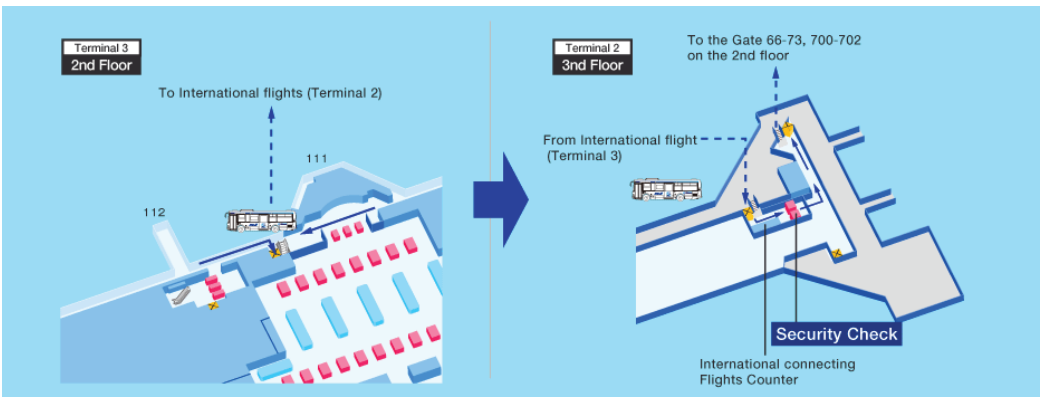 Terminal 3
2nd Floor
To International flights (Terminal 2)
111
112
Terminal 2
3nd Floor
To the Gate 66-73, 700-702
on the 2nd floor
From International flight
(Terminal 3)
Security Check
International connecting
Flights Counter